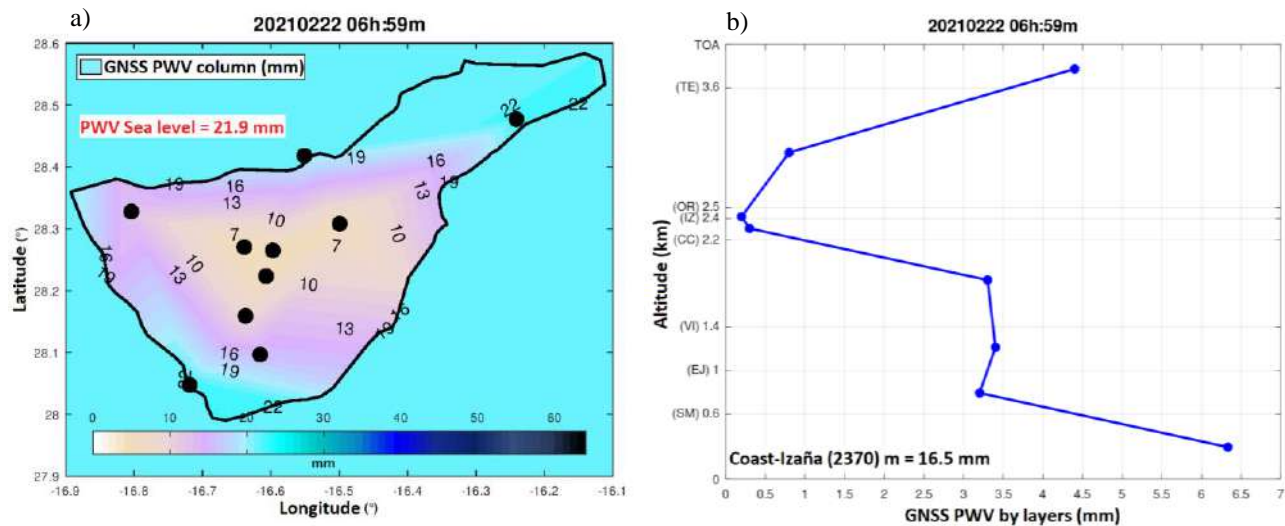 a)
20210222 06h:59m
28.6
28.5
28.4
28.3
28.2
28.1
28
27.9
Latitude (°)
GNSS PWV column (mm)
PWV Sea level = 21.9 mm
22
22
19
16
19
16
19
13
13
10
7
7
10
16
19
13
10
10
16
19
13
16
19
22
0 10 20 30 40 50 60
mm
-16.9 -16.8 -16.7 -16.6 -16.5 -16.4 -16.3 -16.2 -16.1
Longitude (°)
b)
20210222 06h:59m
TOA
(TE) 3.6
(OR) 2.5
(IZ) 2.4
(CC) 2.2
(VI) 1.4
(EJ) 1
(SM) 0.6
0
Altitude (km)
Coast-Izaña (2370) m = 16.5 mm
0 0.5 1 1.5 2 2.5 3 3.5 4 4.5 5 5.5 6 6.5 7
GNSS PWV by layers (mm)